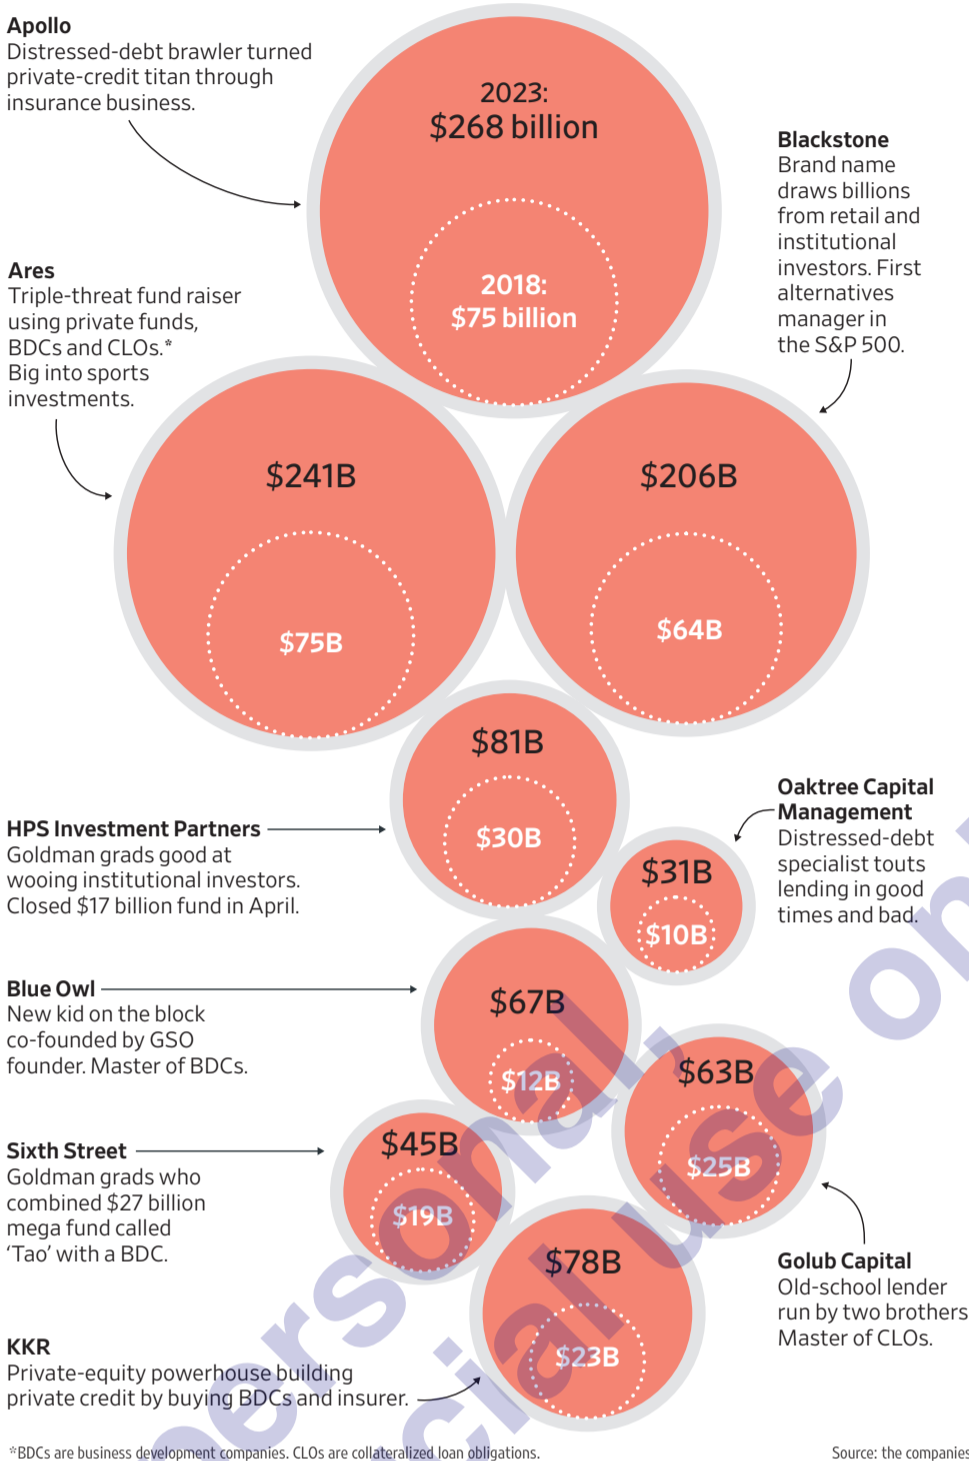 Apollo
Distressed-debt brawler turned
private-credit titan through
insurance business.
2023:
$268 billion
2018:
$75 billion
Blackstone
Brand name
draws billions
from retail and
institutional
investors. First
alternatives
manager in
the S&P 500.
Ares
Triple-threat fund raiser
using private funds,
BDCs and CLOs.*
Big into sports
investments.
$241B
$75B
$206B
$64B
$81B
$30B
HPS Investment Partners
Goldman grads good at
wooing institutional investors.
Closed $17 billion fund in April.
Oaktree Capital
Management
Distressed-debt
specialist touts
lending in good
times and bad.
$31B
$10B
Blue Owl
New kid on the block
co-founded by GSO
founder. Master of BDCs.
$67B
$12B
$63B
$25B
Sixth Street
Goldman grads who
combined $27 billion
mega fund called
‘Tao’ with a BDC.
$45B
$19B
Golub Capital
Old-school lender
run by two brothers
Master of CLOs.
$78B
$23B
KKR
Private-equity powerhouse building
private credit by buying BDCs and insurer.
*BDCs are business development companies. CLOs are collateralized loan obligations.
Source: the companies
personal,
use